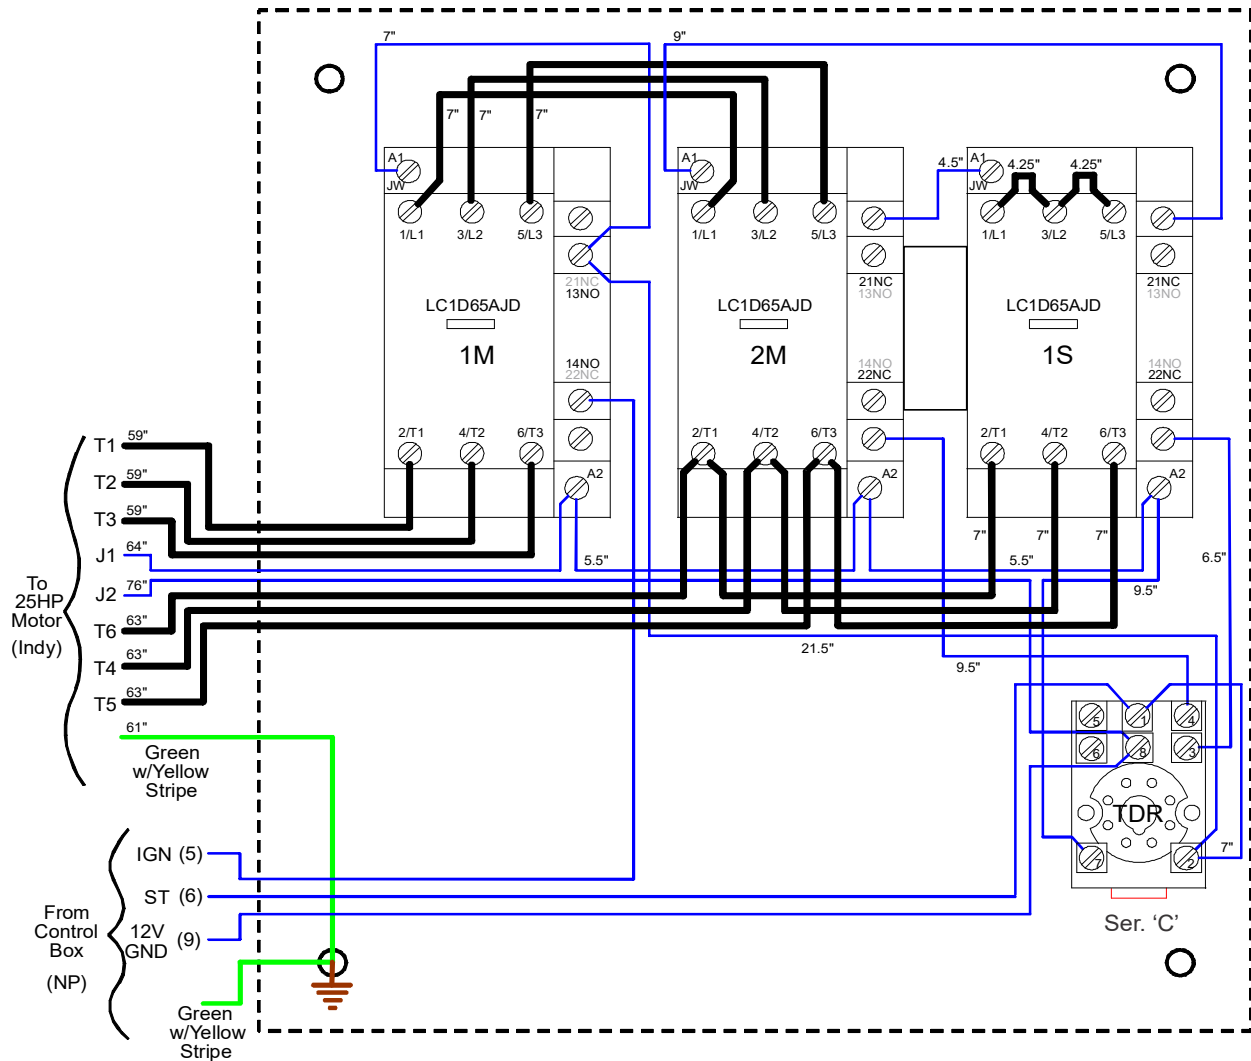 7"
9"
7"
7"
7"
A1
JW
1/L1
3/L2
5/L3
21NC
13NO
LC1D65AJD
1M
14NO
22NC
2/T1
4/T2
6/T3
A2
A1
JW
1/L1
3/L2
5/L3
21NC
13NO
LC1D65AJD
2M
14NO
22NC
2/T1
4/T2
6/T3
A2
4.5"
A1
JW
4.25"
4.25"
1/L1
3/L2
5/L3
21NC
13NO
LC1D65AJD
1S
14NO
22NC
2/T1
4/T2
6/T3
A2
T1 59"
T2 59"
T3 59"
J1 64"
J2 76"
T6 63"
T4 63"
T5 63"
61"
To
25HP
Motor
(Indy)
Green
w/Yellow
Stripe
5.5"
5.5"
7"
7"
7"
6.5"
9.5"
21.5"
9.5"
5
1
4
6
8
3
TDR
7
2
7"
Ser. ‘C’
From
Control
Box
(NP)
IGN (5)
ST (6)
12V
GND (9)
Green
w/Yellow
Stripe